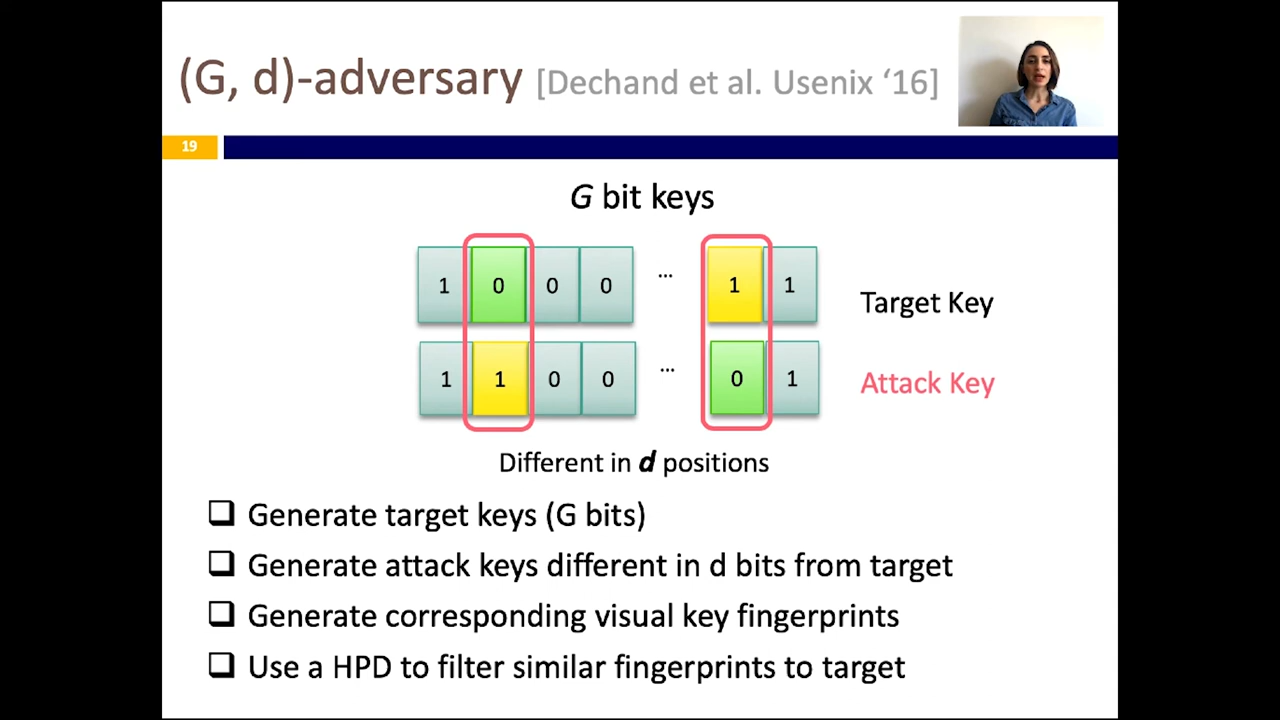 (G, d)-adversary [Dechand et al. Usenix ‘16]
19
G bit keys
1 0 0 0 ... 1 1
Target Key
1 1 0 0 ... 0 1
Attack Key
Different in d positions
❑ Generate target keys (G bits)
❑ Generate attack keys different in d bits from target
❑ Generate corresponding visual key fingerprints
❑ Use a HPD to filter similar fingerprints to target